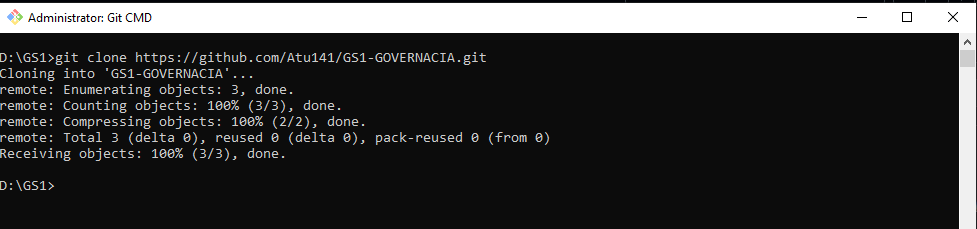 Administrator: Git CMD
D:\GS1>git clone https://github.com/Atu141/GS1-GOVERNACIA.git
Cloning into 'GS1-GOVERNACIA'...
remote: Enumerating objects: 3, done.
remote: Counting objects: 100% (3/3), done.
remote: Compressing objects: 100% (2/2), done.
remote: Total 3 (delta 0), reused 0 (delta 0), pack-reused 0 (from 0)
Receiving objects: 100% (3/3), done.
D:\GS1>